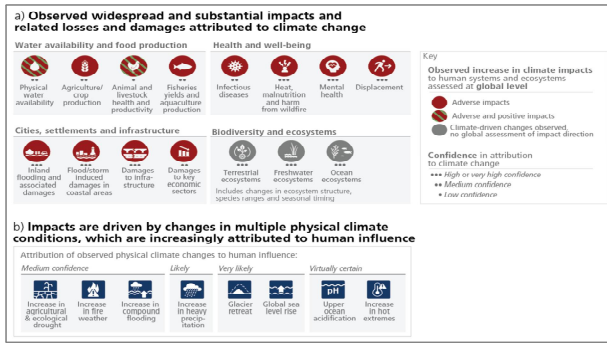 a) Observed widespread and substantial impacts and
related losses and damages attributed to climate change
Water availability and food production
Physical
water
availability
Agriculture/
crop
production
Animal and
livestock
health and
productivity
Fisheries
yields and
aquaculture
production
Health and well-being
Infectious
diseases
Heat,
malnutrition
and harm
from wildfire
Mental
health
Displacement
Cities, settlements and infrastructure
Inland
flooding and
associated
damages
Flood/storm
induced
damages in
coastal areas
Damages
to infra-
structure
Damages
to key
economic
sectors
Biodiversity and ecosystems
Terrestrial
ecosystems
Freshwater
ecosystems
Ocean
ecosystems
Includes changes in ecosystem structure,
species ranges and seasonal timing
Key
Observed increase in climate impacts
to human systems and ecosystems
assessed at global level
Adverse impacts
Adverse and positive impacts
Climate-driven changes observed,
no global assessment of impact direction
Confidence in attribution
to climate change
••• High or very high confidence
•• Medium confidence
• Low confidence
b) Impacts are driven by changes in multiple physical climate
conditions, which are increasingly attributed to human influence
Attribution of observed physical climate changes to human influence:
Medium confidence
Increase in
agricultural
& ecological
drought
Increase
in fire
weather
Increase in
compound
flooding
Likely
Increase
in heavy
precip-
itation
Very likely
Glacier
retreat
Global sea
level rise
Virtually certain
pH
Upper
ocean
acidification
Increase
in hot
extremes